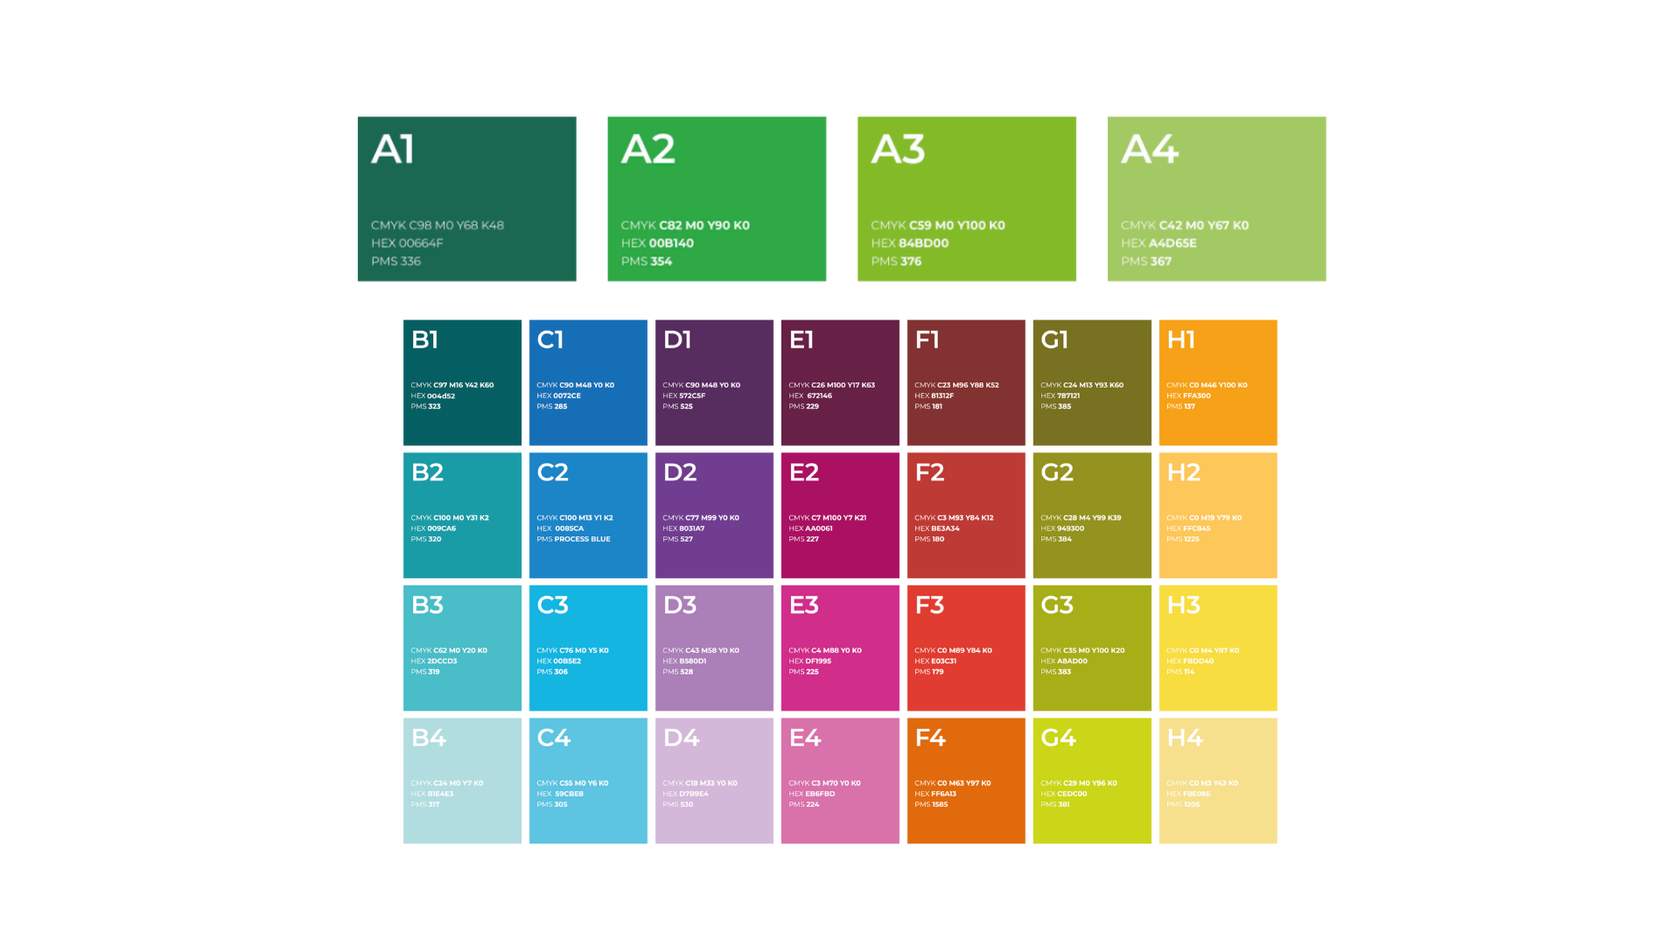 A1
CMYK C98 M0 Y68 K48
HEX 00664F
PMS 336
A2
CMYK C82 M0 Y90 K0
HEX 00B140
PMS 354
A3
CMYK C59 M0 Y100 K0
HEX 84BD00
PMS 376
A4
CMYK C42 M0 Y67 K0
HEX A4D65E
PMS 367
B1
CMYK C97 M16 Y42 K60
HEX 004d52
PMS 323
C1
CMYK C90 M48 Y0 K0
HEX 0072CE
PMS 285
D1
CMYK C90 M48 Y0 K0
HEX 572C5F
PMS 525
E1
CMYK C26 M100 Y17 K63
HEX 672146
PMS 229
F1
CMYK C23 M96 Y88 K52
HEX 81312F
PMS 181
G1
CMYK C24 M13 Y93 K60
HEX 787121
PMS 385
H1
CMYK C0 M46 Y100 K0
HEX FFA300
PMS 137
B2
CMYK C100 M0 Y31 K2
HEX 009CA6
PMS 320
C2
CMYK C100 M13 Y1 K2
HEX 0085CA
PMS PROCESS BLUE
D2
CMYK C77 M99 Y0 K0
HEX 8031A7
PMS 527
E2
CMYK C7 M100 Y7 K21
HEX AA0061
PMS 227
F2
CMYK C3 M93 Y84 K12
HEX BE3A34
PMS 180
G2
CMYK C28 M4 Y99 K39
HEX 949300
PMS 384
H2
CMYK C0 M19 Y79 K0
HEX FFC845
PMS 1225
B3
CMYK C62 M0 Y20 K0
HEX 2DCCD3
PMS 319
C3
CMYK C76 M0 Y5 K0
HEX 00B5E2
PMS 306
D3
CMYK C43 M58 Y0 K0
HEX B580D1
PMS 528
E3
CMYK C4 M88 Y0 K0
HEX DF1995
PMS 225
F3
CMYK C0 M89 Y84 K0
HEX E03C31
PMS 179
G3
CMYK C35 M0 Y100 K20
HEX A8AD00
PMS 383
H3
CMYK C0 M4 Y87 K0
HEX FBDD40
PMS 114
B4
CMYK C24 M0 Y7 K0
HEX B1E4E3
PMS 317
C4
CMYK C55 M0 Y6 K0
HEX 59CBE8
PMS 305
D4
CMYK C18 M33 Y0 K0
HEX D7B9E4
PMS 530
E4
CMYK C3 M70 Y0 K0
HEX EB6FBD
PMS 224
F4
CMYK C0 M63 Y97 K0
HEX FF6A13
PMS 1585
G4
CMYK C29 M0 Y96 K0
HEX CEDC00
PMS 381
H4
CMYK C0 M3 Y43 K0
HEX
PMS